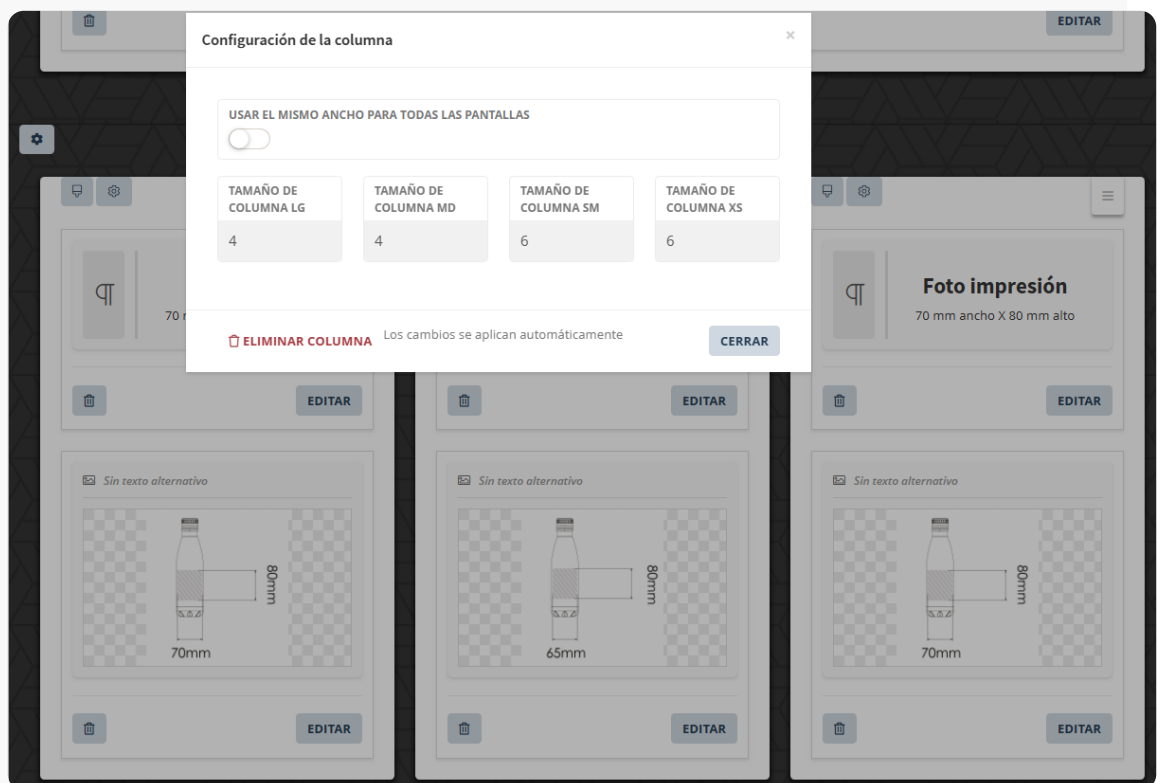 EDITAR
Configuración de la columna
×
USAR EL MISMO ANCHO PARA TODAS LAS PANTALLAS
TAMAÑO DE
COLUMNA LG
4
TAMAÑO DE
COLUMNA MD
4
TAMAÑO DE
COLUMNA SM
6
TAMAÑO DE
COLUMNA XS
6
ELIMINAR COLUMNA
Los cambios se aplican automáticamente
CERRAR
70
Foto impresión
70 mm ancho X 80 mm alto
EDITAR
EDITAR
EDITAR
Sin texto alternativo
80mm
70mm
Sin texto alternativo
80mm
65mm
Sin texto alternativo
80mm
70mm
EDITAR
EDITAR
EDITAR